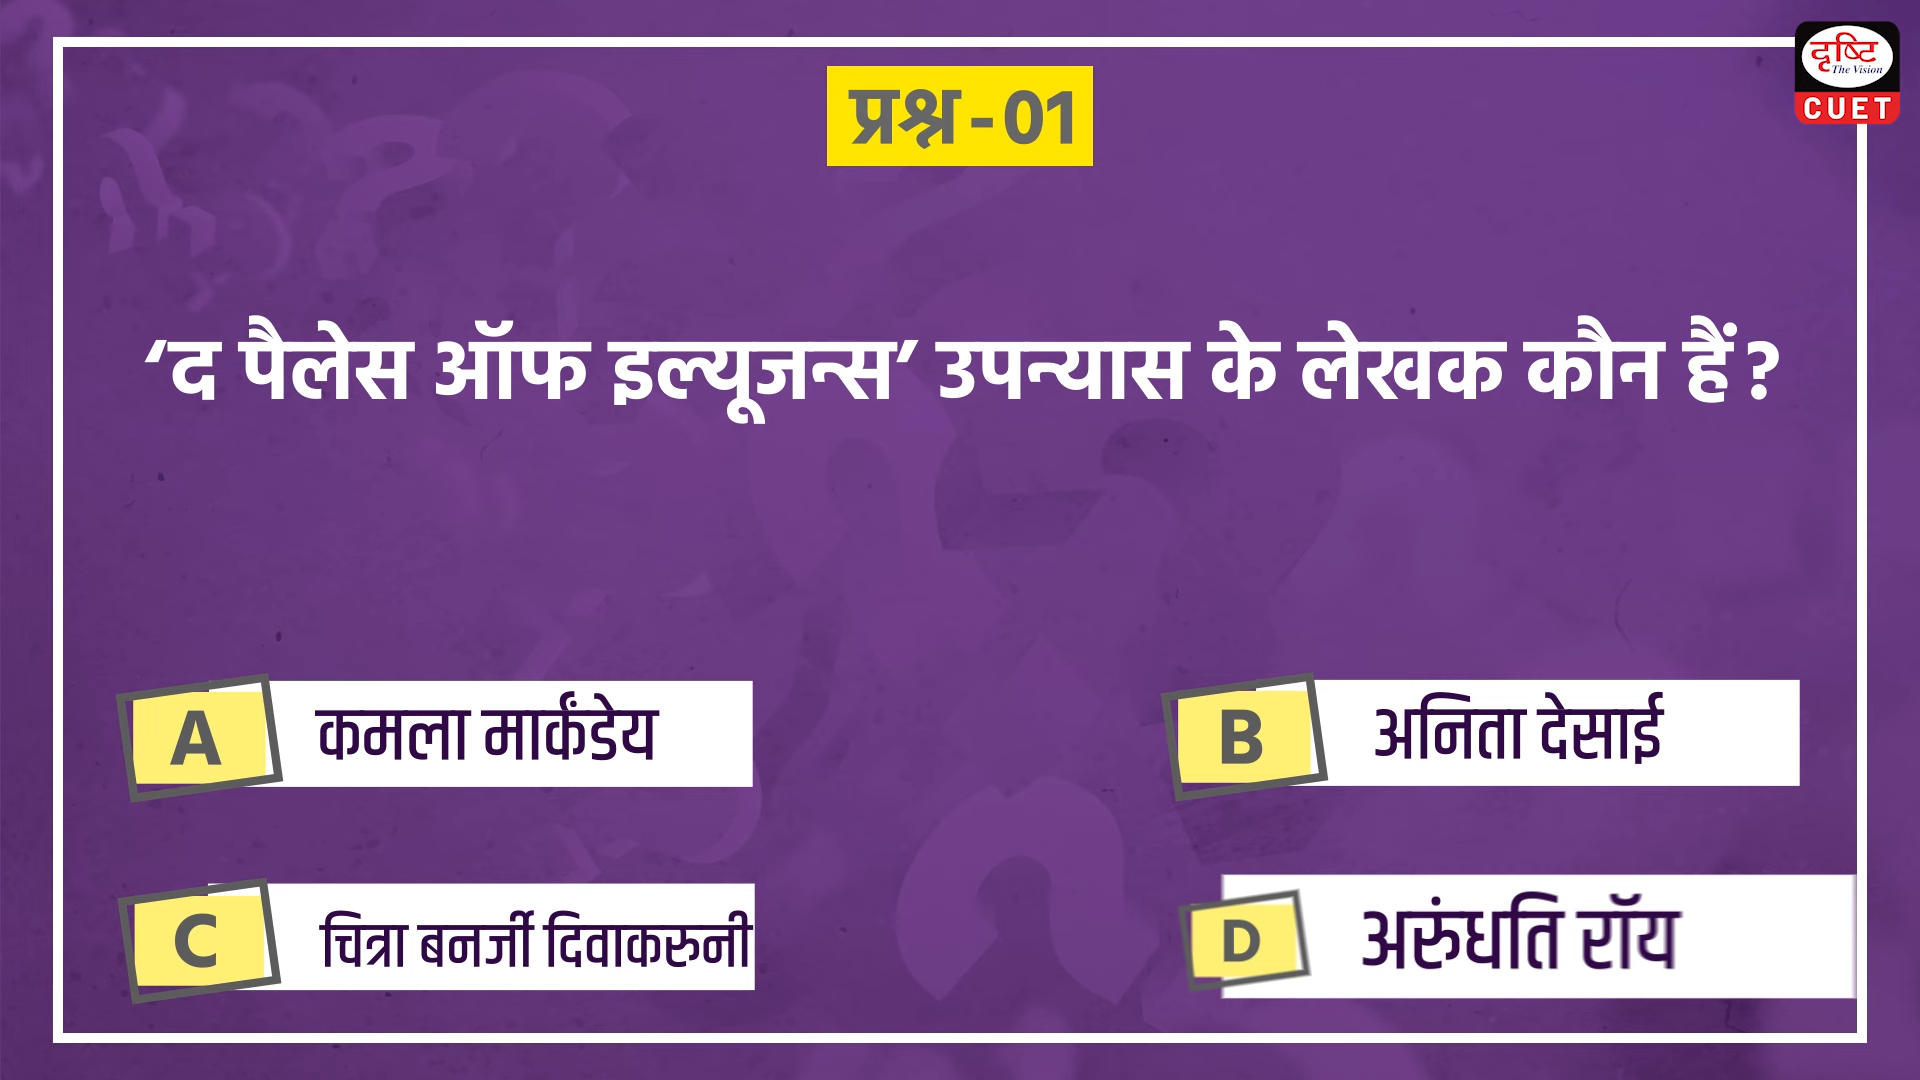 दृष्टि
The Vision
CUET
प्रश्न-01
‘द पैलेस ऑफ इल्यूजन्स’ उपन्यास के लेखक कौन हैं?
A कमला मार्कंडेय
B अनिता देसाई
C चित्रा बनर्जी दिवाकरुनी
D अरुंधति रॉय